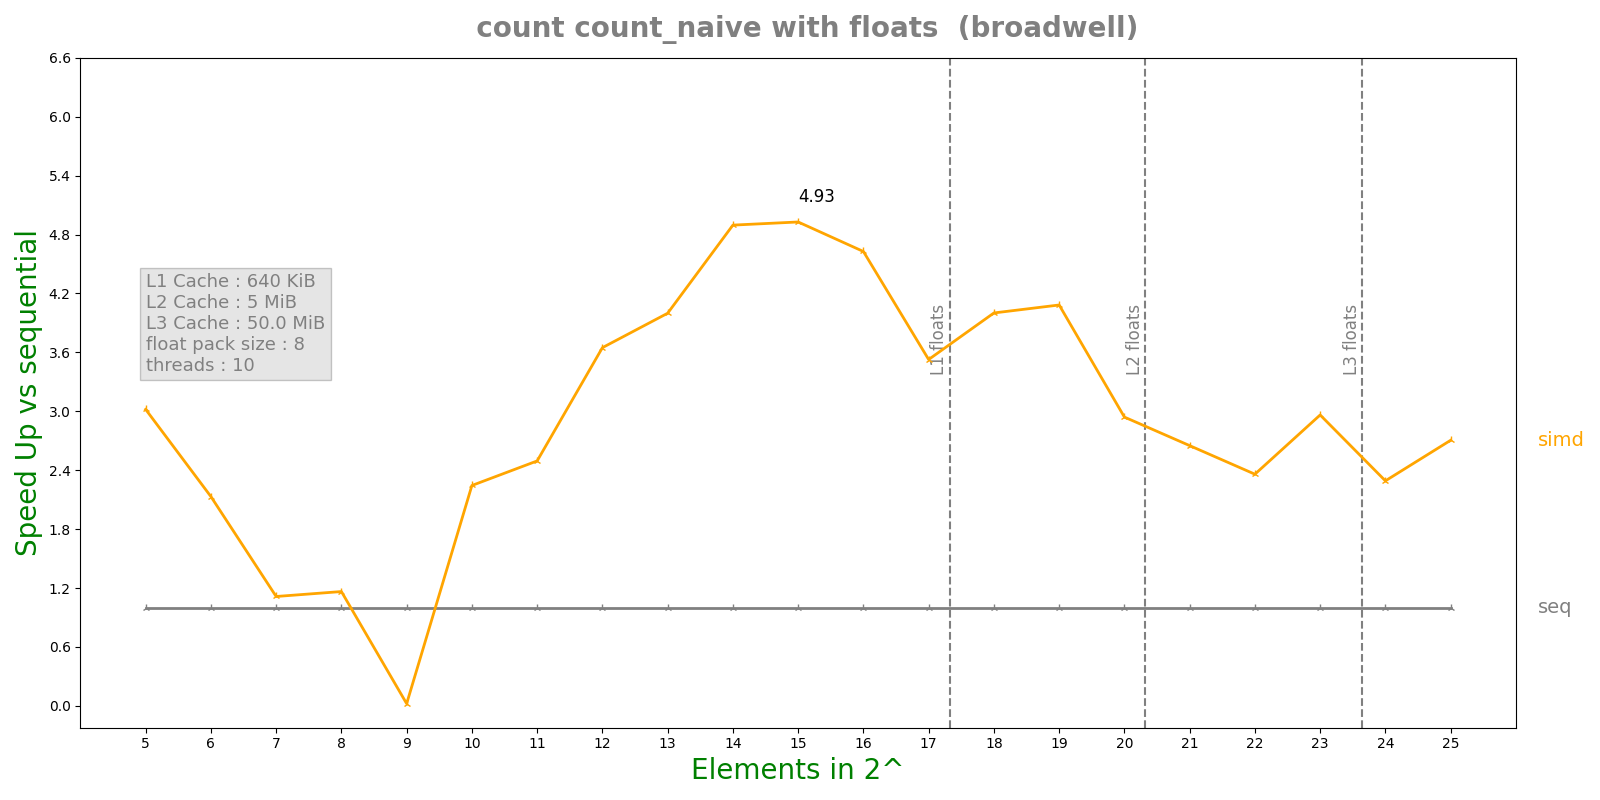 count count_naive with floats  (broadwell)
Speed Up vs sequential
6.6
6.0
5.4
4.8
4.2
3.6
3.0
2.4
1.8
1.2
0.6
0.0
4.93
L1 Cache : 640 KiB
L2 Cache : 5 MiB
L3 Cache : 50.0 MiB
float pack size : 8
threads : 10
L1 floats
L2 floats
L3 floats
simd
seq
5 6 7 8 9 10 11 12 13 14 15 16 17 18 19 20 21 22 23 24 25
Elements in 2^